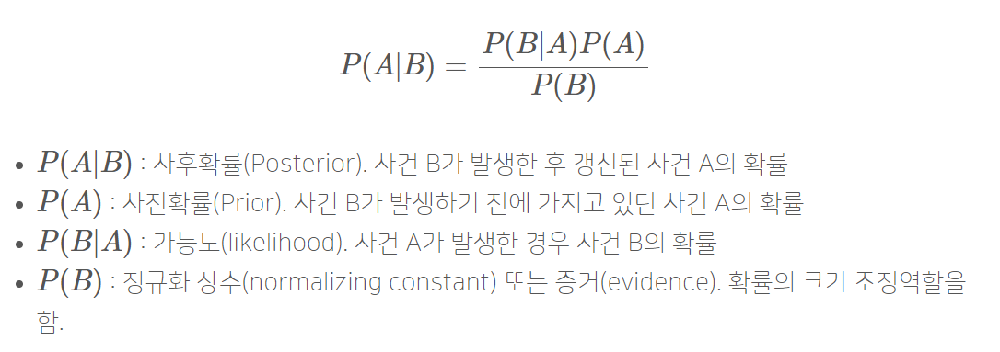 P(A|B) = P(B|A)P(A) / P(B)
• P(A|B) : 사후확률(Posterior). 사건 B가 발생한 후 갱신된 사건 A의 확률
• P(A) : 사전확률(Prior). 사건 B가 발생하기 전에 가지고 있던 사건 A의 확률
• P(B|A) : 가능도(likelihood). 사건 A가 발생한 경우 사건 B의 확률
• P(B) : 정규화 상수(normalizing constant) 또는 증거(evidence). 확률의 크기 조정역할을
함.